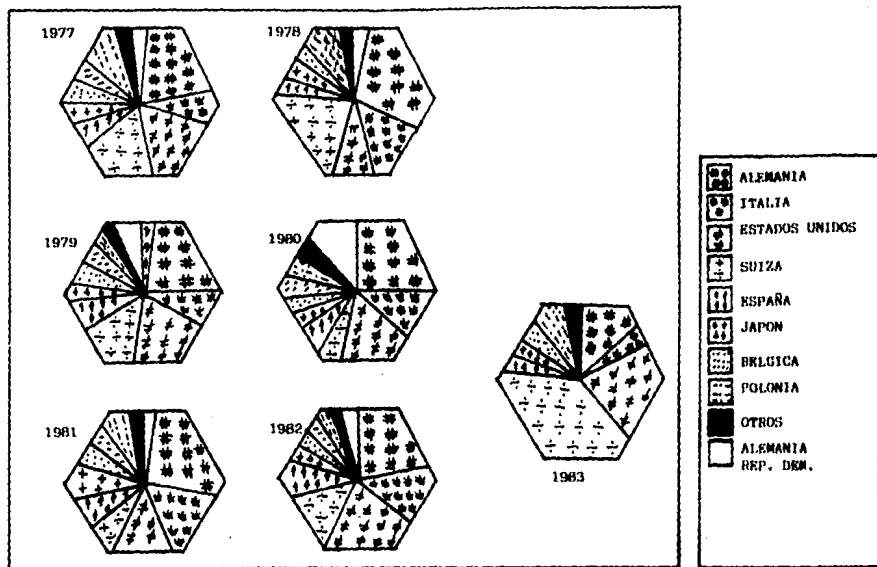 1977
1978
1979
1980
1981
1982
1983
ALEMANIA
ITALIA
ESTADOS UNIDOS
SUIZA
ESPAÑA
JAPON
BELGICA
POLONIA
OTROS
ALEMANIA
REP. DEM.